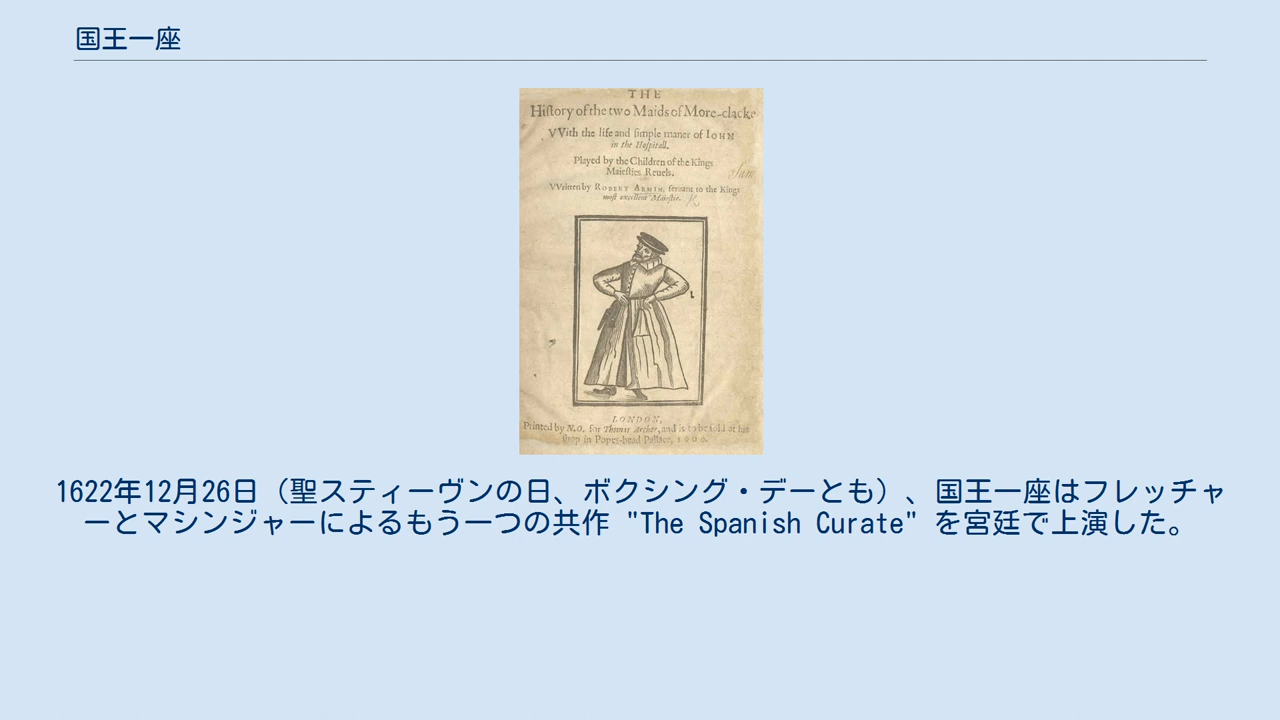 国王一座
THE
Hiſtory of the two Maids of More-clacke
VVith the life and ſimple maner of IOHN
in the Hoſpitall.
Played by the Children of the Kings
Maieſties Reuels.
VVritten by ROBERT ARMIN, ſeruant to the Kings
moſt excellent Maieſtie.
LONDON,
Printed by N.O. for Thomas Archer, and is to be ſold at his
ſhop in Popes-head Pallace,
1622年12月26日（聖スティーヴンの日、ボクシング・デーとも）、国王一座はフレッチャ
ーとマシンジャーによるもう一つの共作 "The Spanish Curate" を宮廷で上演した。